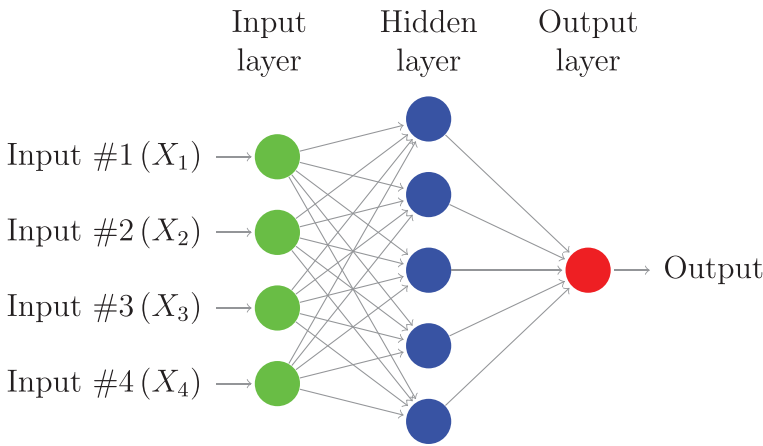 Input layer
Hidden layer
Output layer
Input #1 (X₁)
Input #2 (X₂)
Input #3 (X₃)
Input #4 (X₄)
Output